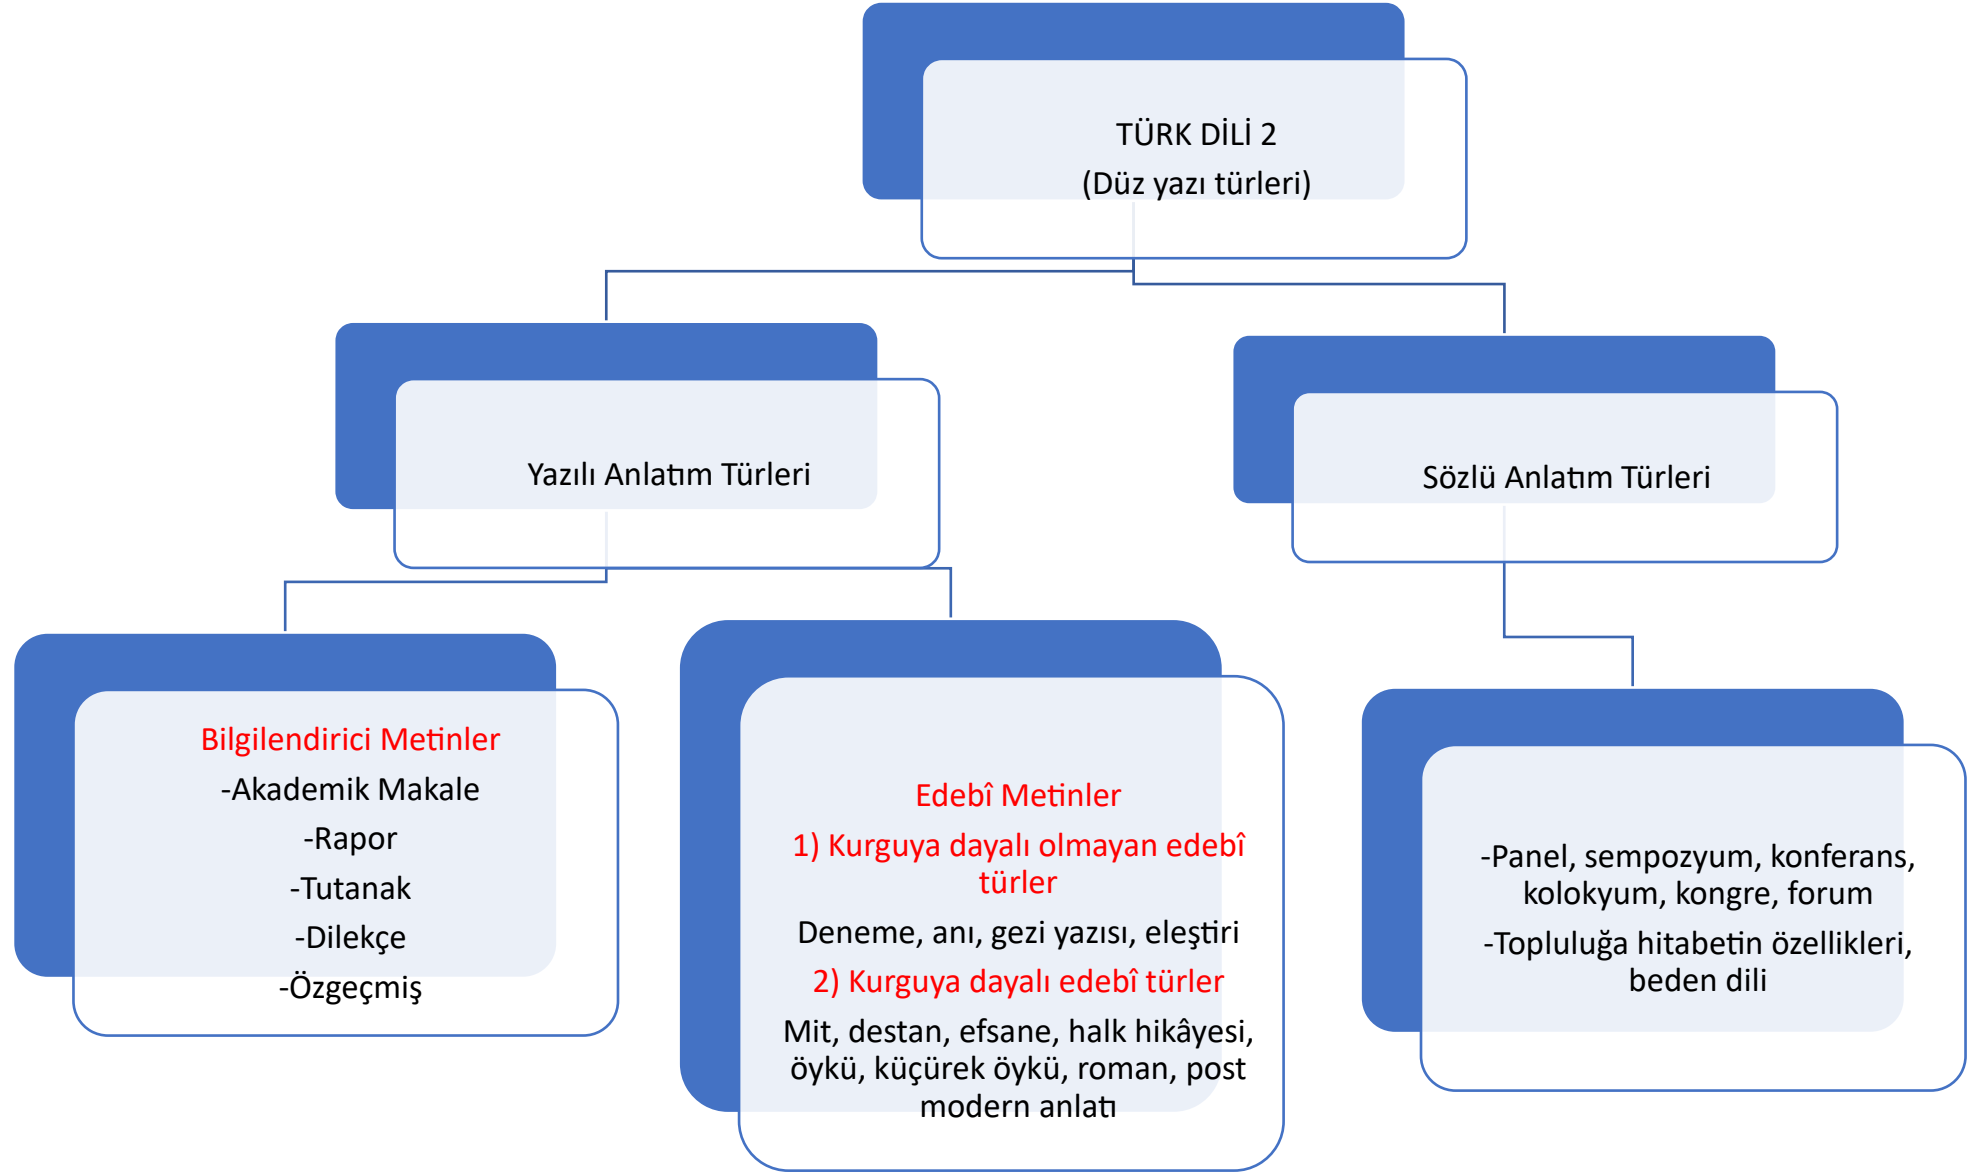 TÜRK DİLİ 2
(Düz yazı türleri)
Yazılı Anlatım Türleri
Sözlü Anlatım Türleri
Bilgilendirici Metinler
-Akademik Makale
-Rapor
-Tutanak
-Dilekçe
-Özgeçmiş
Edebî Metinler
1) Kurguya dayalı olmayan edebî
türler
Deneme, anı, gezi yazısı, eleştiri
2) Kurguya dayalı edebî türler
Mit, destan, efsane, halk hikâyesi,
öykü, küçürek öykü, roman, post
modern anlatı
-Panel, sempozyum, konferans,
kolokyum, kongre, forum
-Topluluğa hitabetin özellikleri,
beden dili